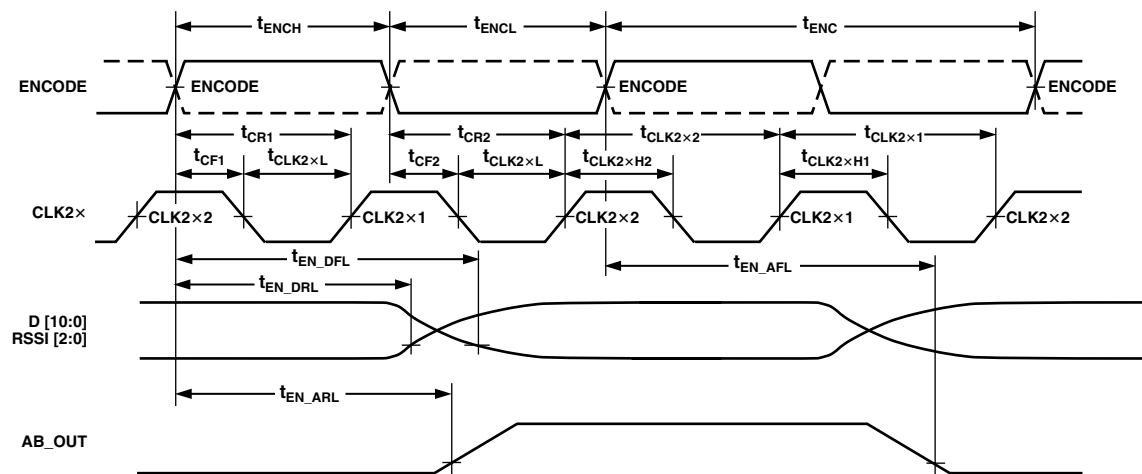 tENCH tENCL tENC
ENCODE ENCODE ENCODE ENCODE
tCR1 tCR2 tCLK2×2 tCLK2×1
tCF1 tCLK2×L tCF2 tCLK2×L tCLK2×H2 tCLK2×H1
CLK2× CLK2×2 CLK2×1 CLK2×2 CLK2×1 CLK2×2
tEN_DFL tEN_AFL
tEN_DRL
D [10:0]
RSSI [2:0]
tEN_ARL
AB_OUT